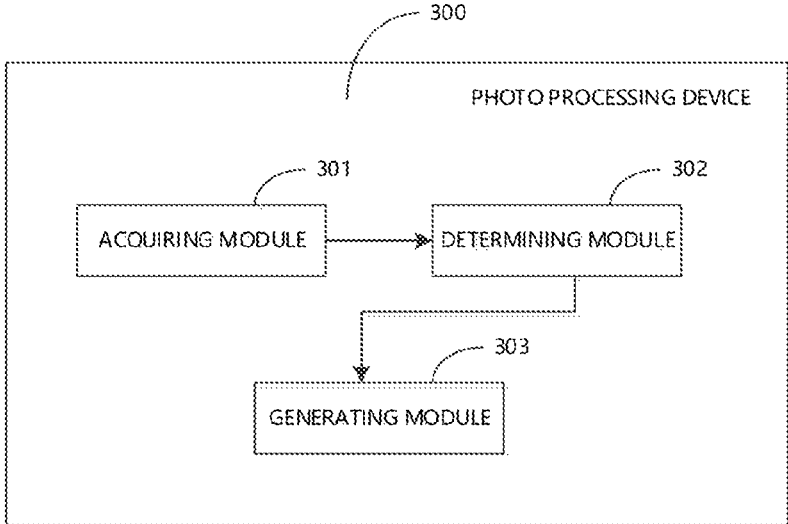 300
PHOTO PROCESSING DEVICE
301
302
ACQUIRING MODULE
DETERMINING MODULE
303
GENERATING MODULE